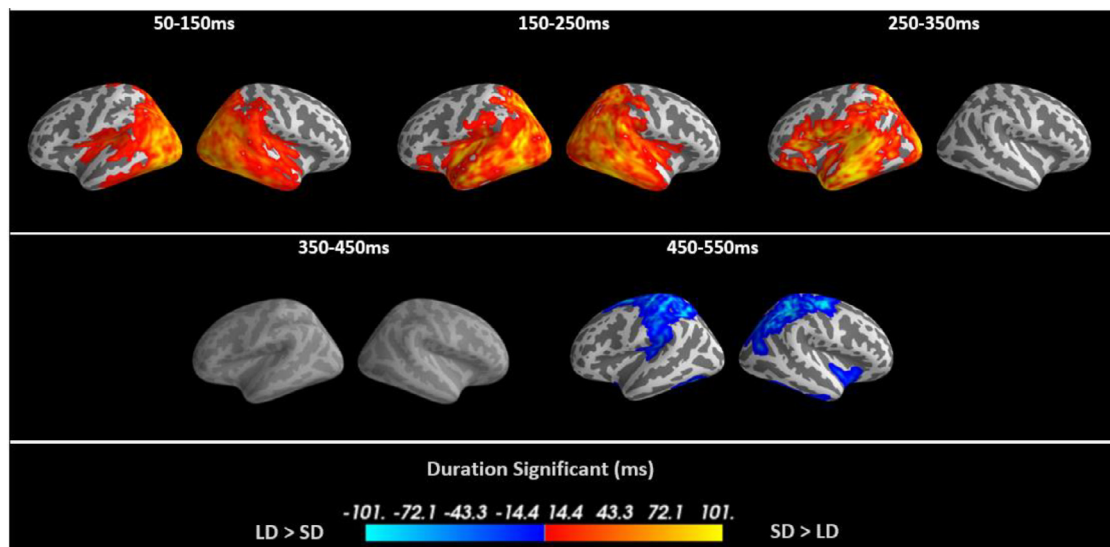 50-150ms 150-250ms 250-350ms
350-450ms 450-550ms
Duration Significant (ms)
-101. -72.1 -43.3 -14.4 14.4 43.3 72.1 101.
LD > SD SD > LD